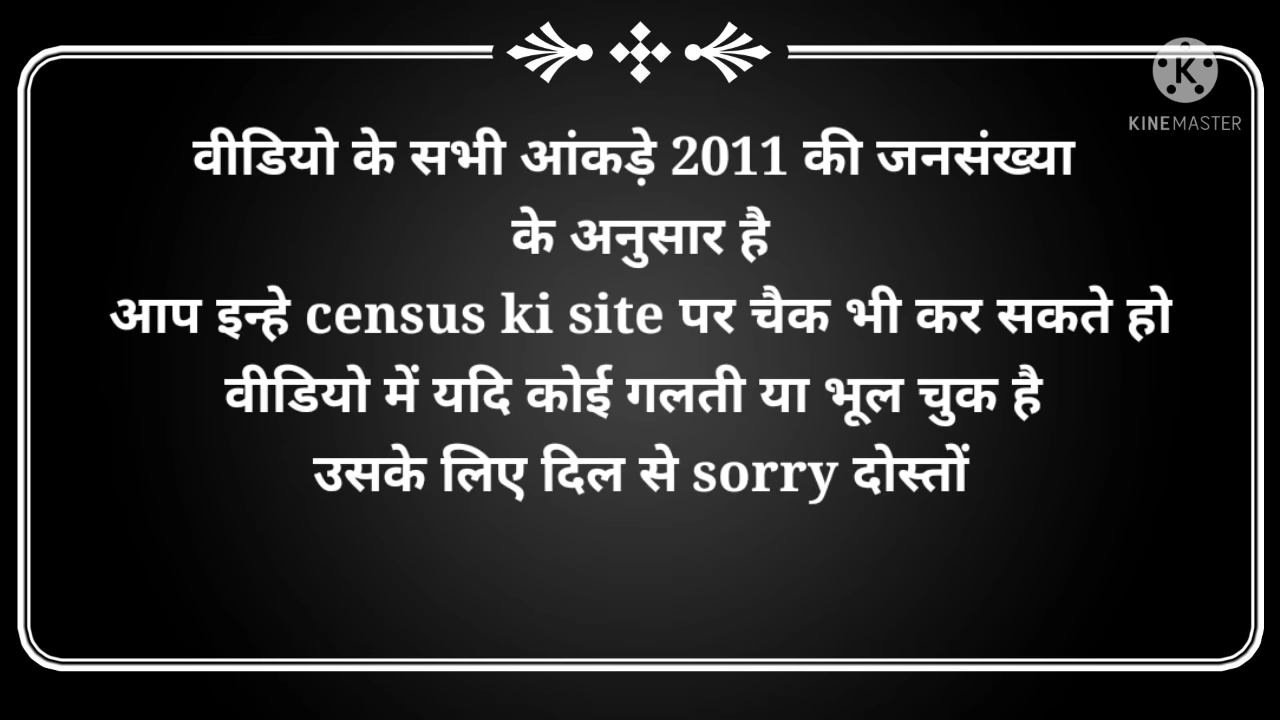 K
KINEMASTER
वीडियो के सभी आंकड़े 2011 की जनसंख्या
के अनुसार है
आप इन्हे census ki site पर चैक भी कर सकते हो
वीडियो में यदि कोई गलती या भूल चुक है
उसके लिए दिल से sorry दोस्तों